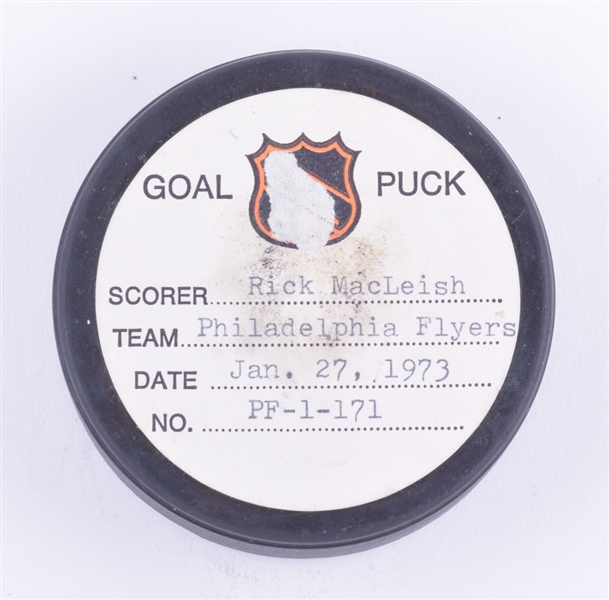 GOAL PUCK
SCORER Rick MacLeish
TEAM Philadelphia Flyers
DATE Jan. 27, 1973
NO. PF-1-171